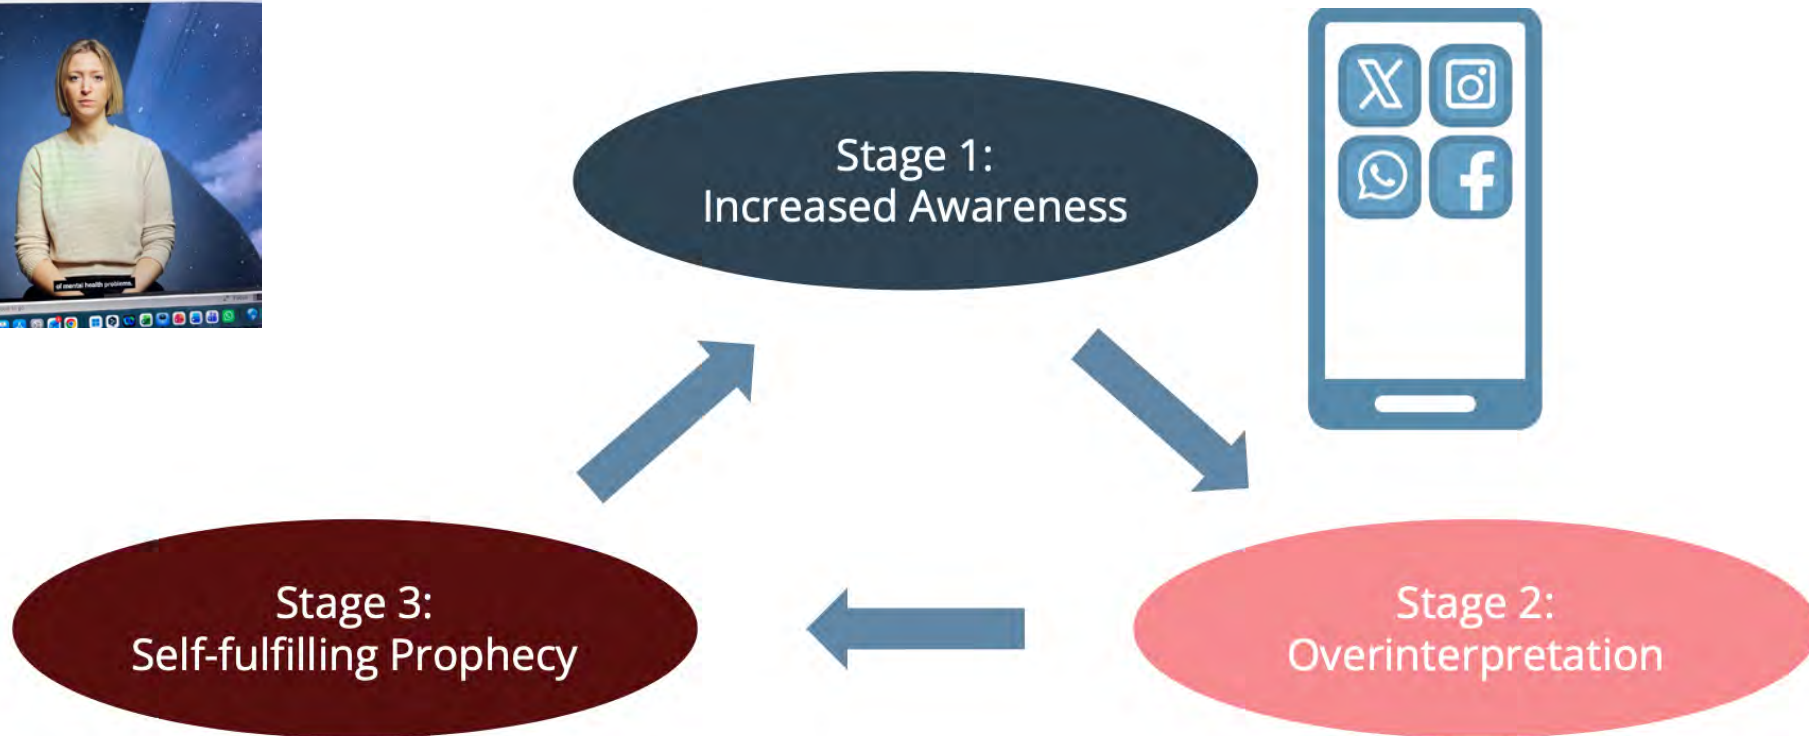 of mental health problems.
Stage 1:
Increased Awareness
Stage 3:
Self-fulfilling Prophecy
Stage 2:
Overinterpretation